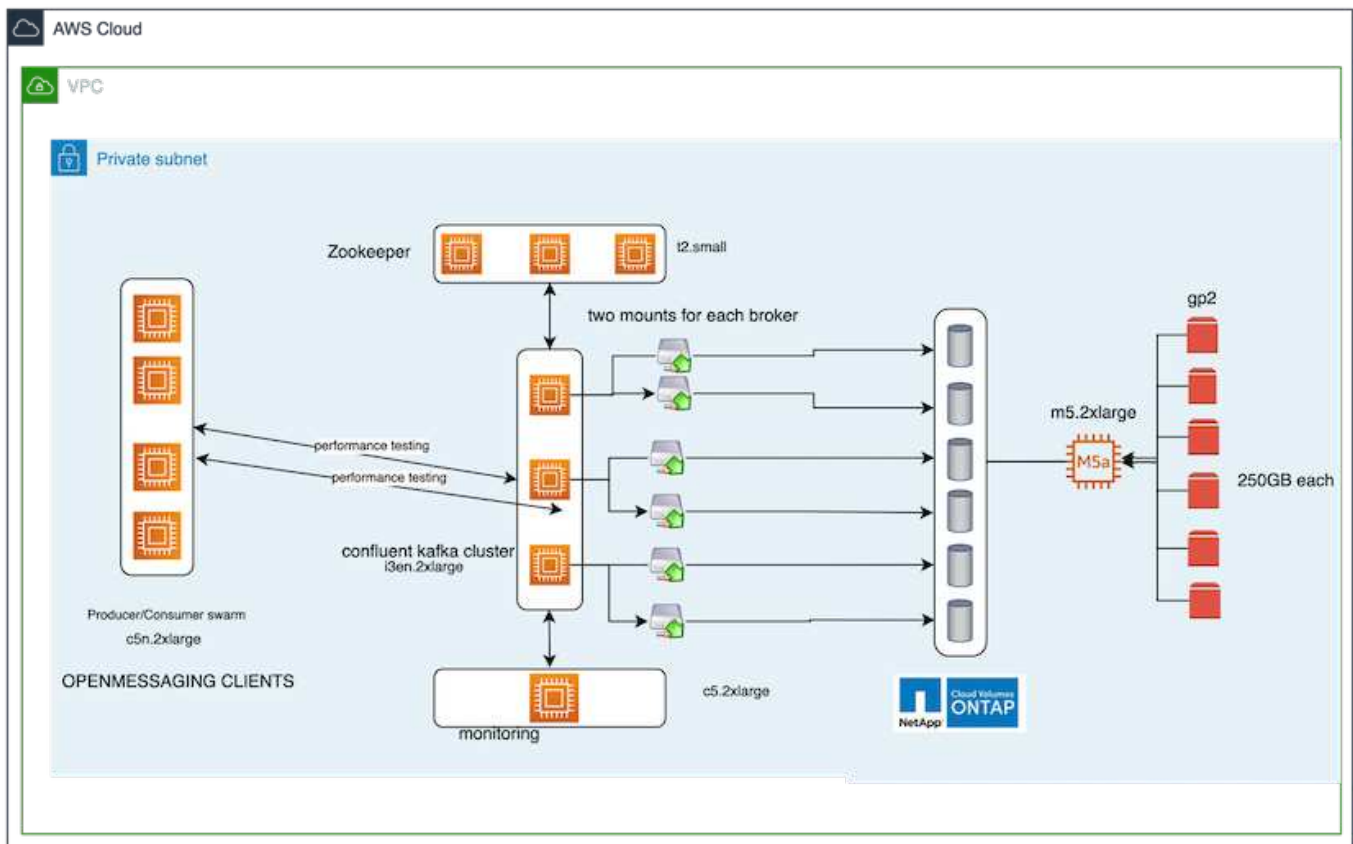 AWS Cloud
VPC
Private subnet
Zookeeper
t2.small
two mounts for each broker
gp2
m5.2xlarge
M5a
250GB each
performance testing
performance testing
confluent kafka cluster
i3en.2xlarge
Producer/Consumer swarm
c5n.2xlarge
OPENMESSAGING CLIENTS
c5.2xlarge
monitoring
NetApp
Cloud Volumes
ONTAP